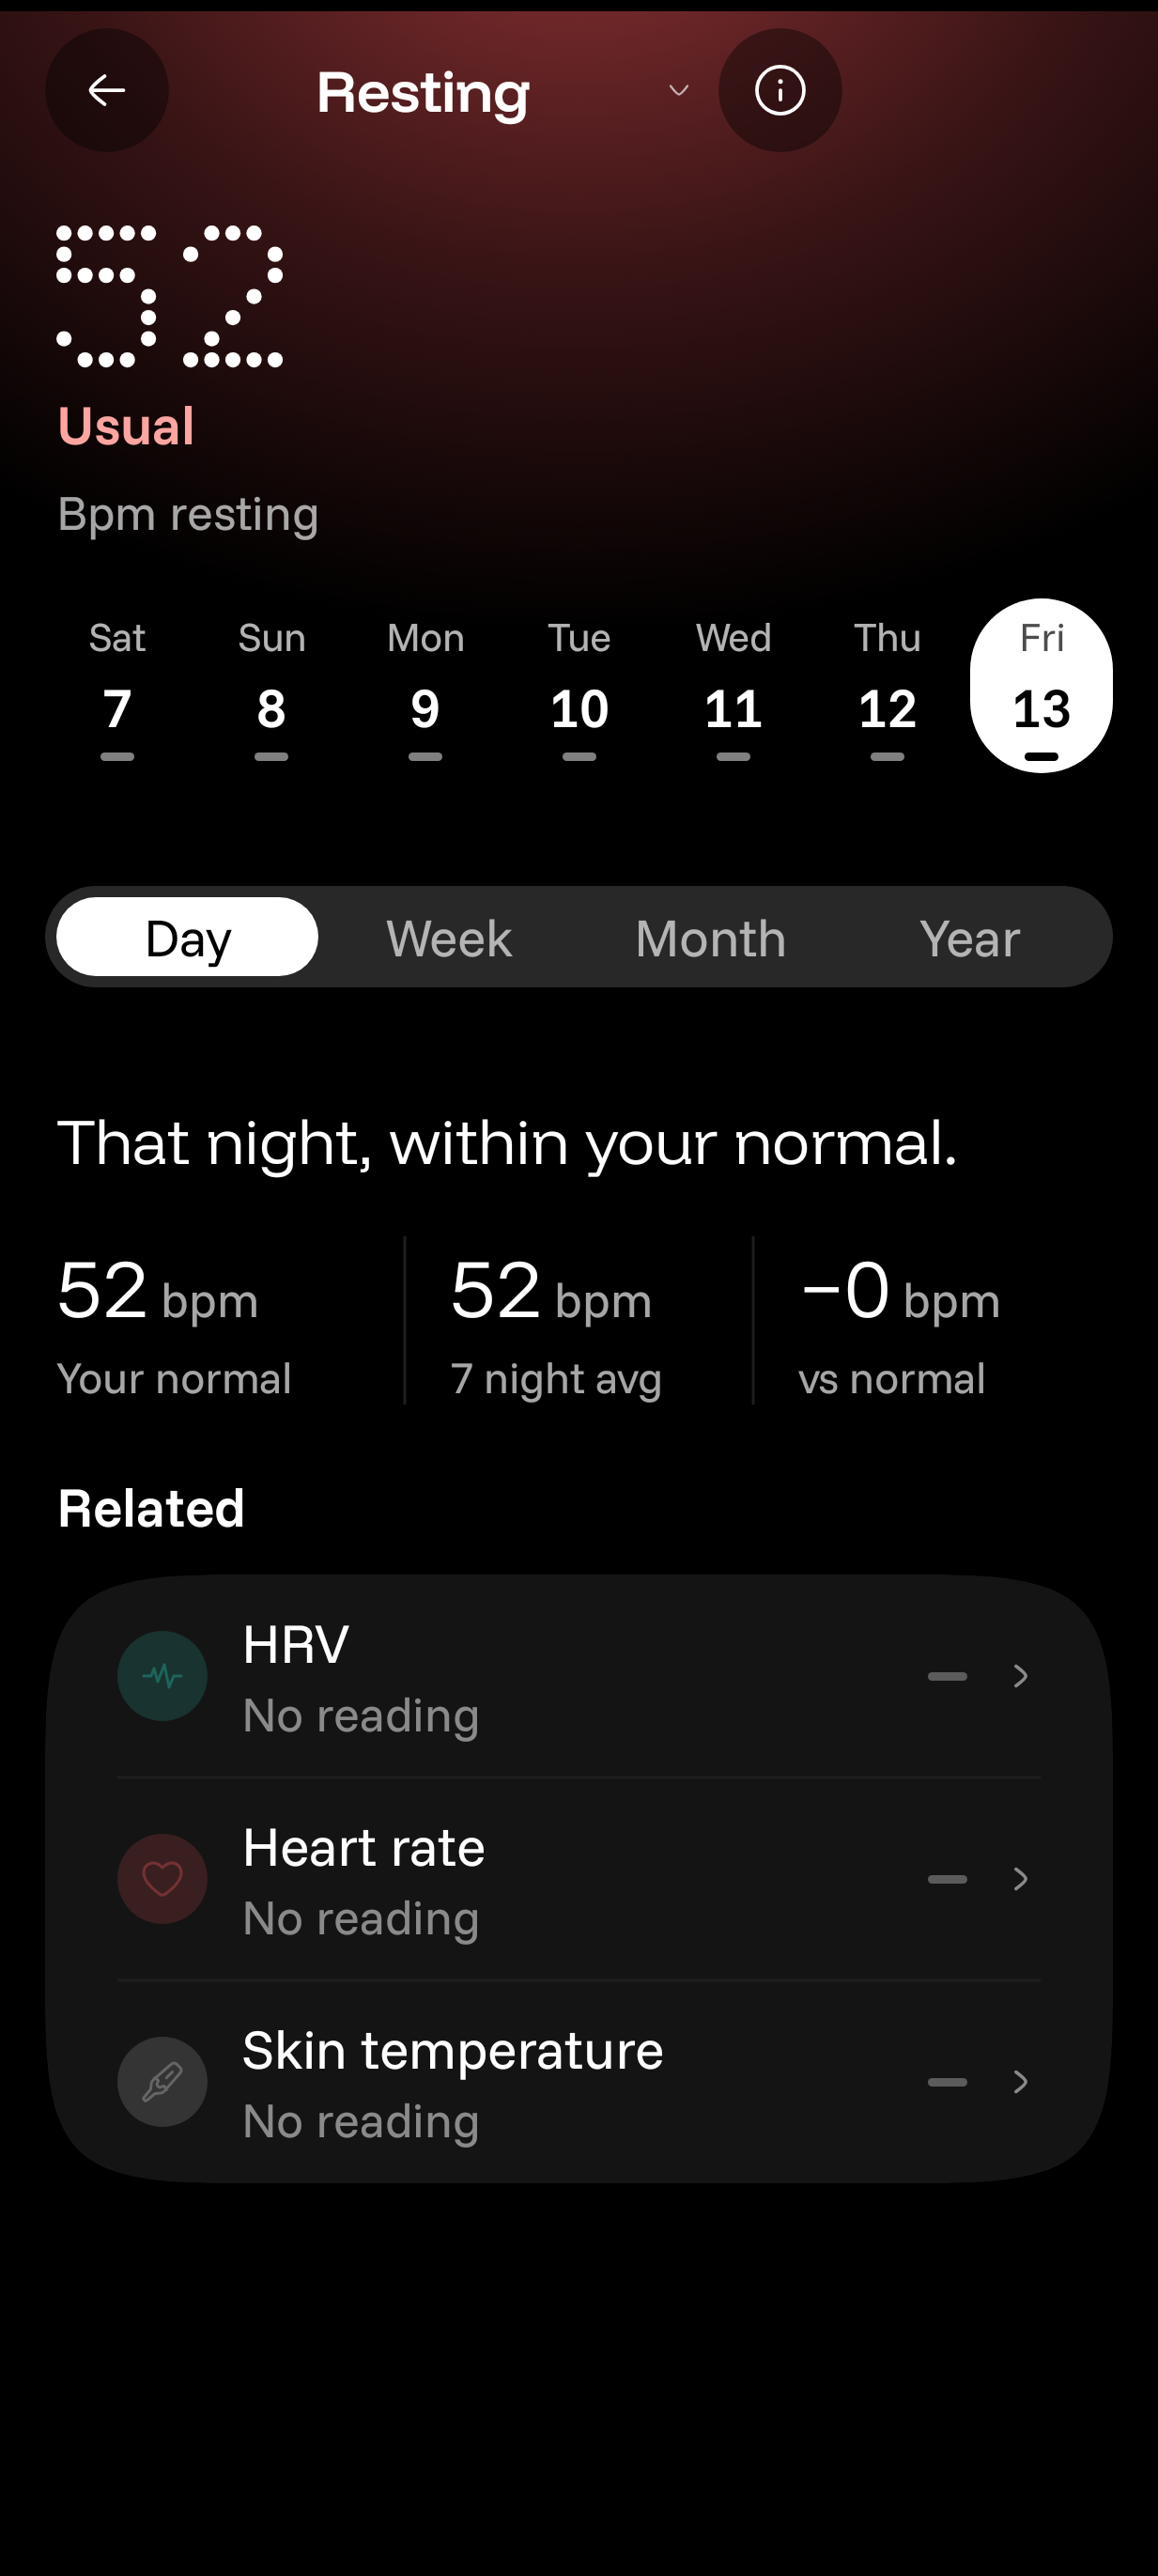 Resting
52
Usual
Bpm resting
Sat Sun Mon Tue Wed Thu Fri
7 8 9 10 11 12 13
Day Week Month Year
That night, within your normal.
52 bpm 52 bpm −0 bpm
Your normal 7 night avg vs normal
Related
HRV
No reading
Heart rate
No reading
Skin temperature
No reading